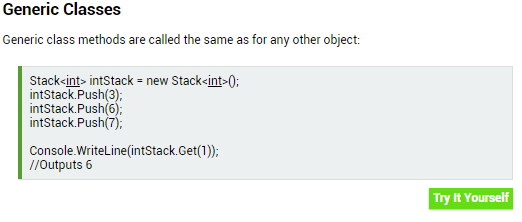 Generic Classes
Generic class methods are called the same as for any other object:
Stack<int> intStack = new Stack<int>();
intStack.Push(3);
intStack.Push(6);
intStack.Push(7);
Console.WriteLine(intStack.Get(1));
//Outputs 6
Try It Yourself